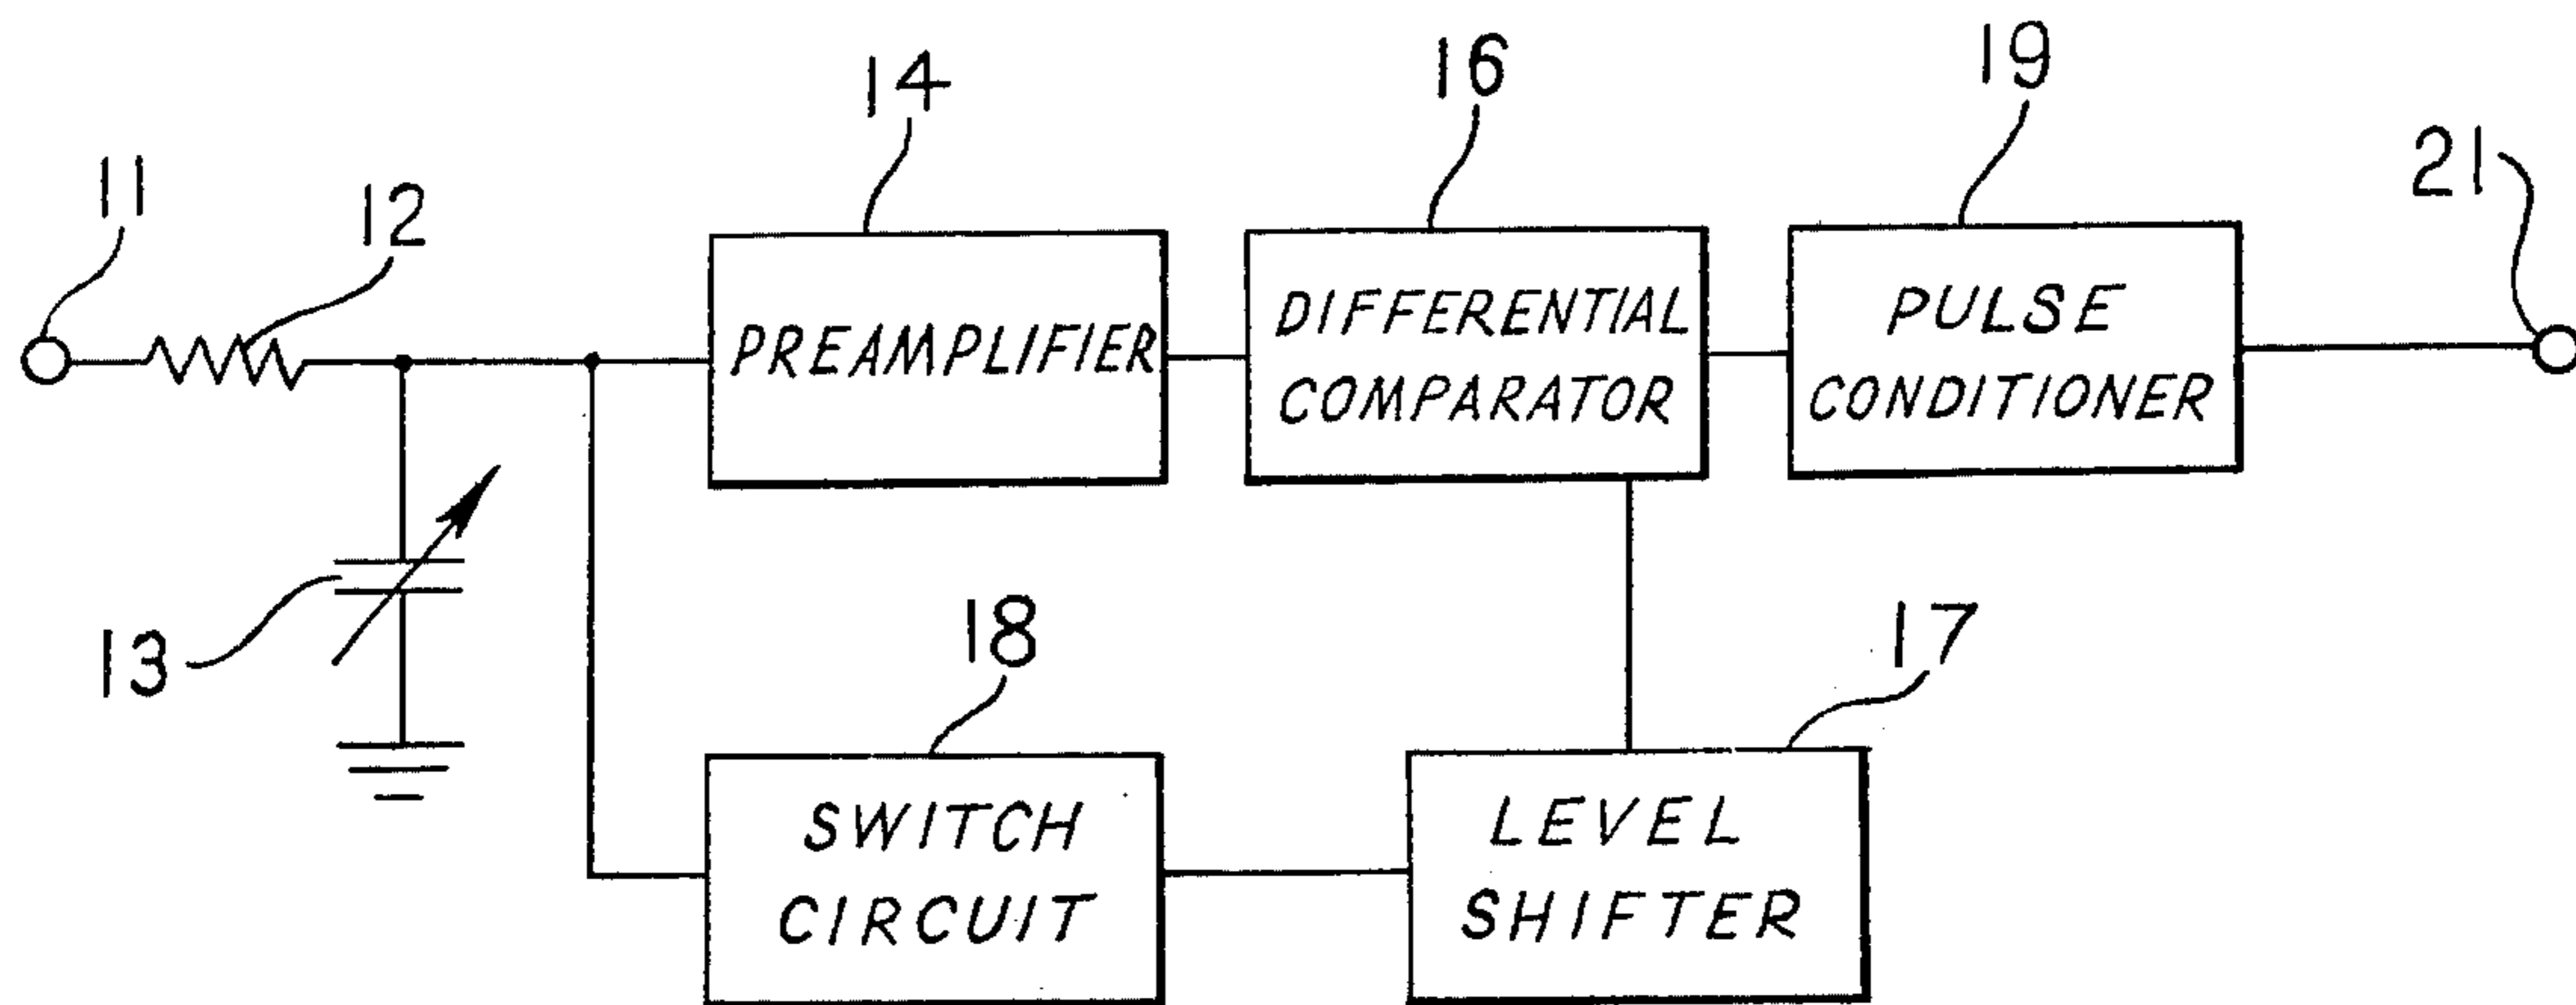 11
12
14
16
19
21
PREAMPLIFIER
DIFFERENTIAL
COMPARATOR
PULSE
CONDITIONER
13
18
17
SWITCH
CIRCUIT
LEVEL
SHIFTER